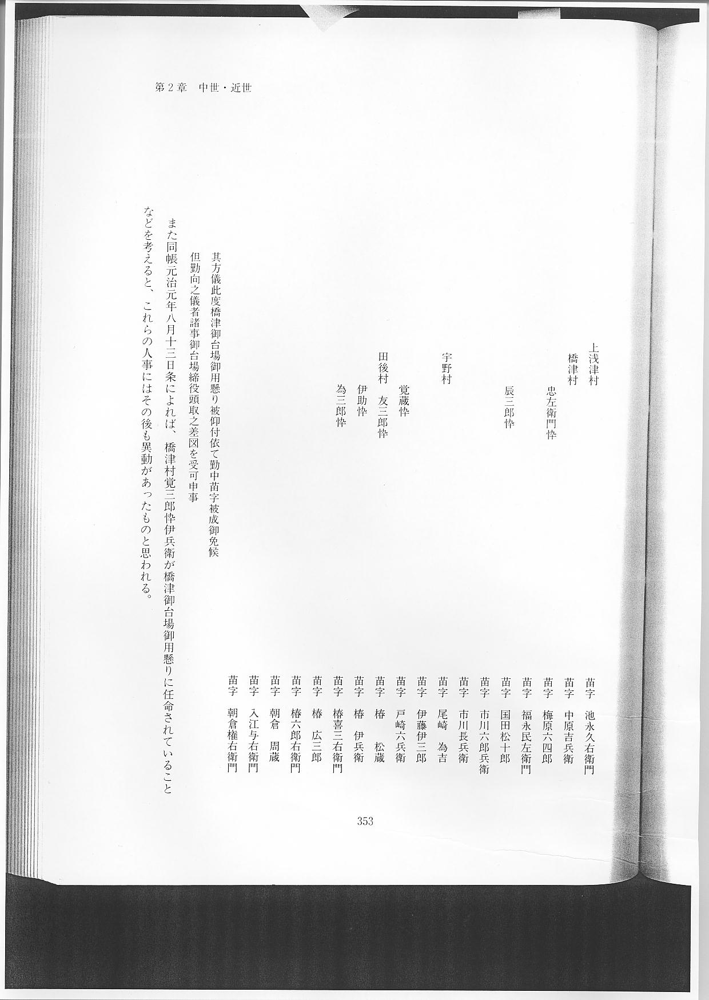 第2章　中世・近世
上浅津村　苗字　池永久右衛門
橋津村　苗字　中原吉兵衛
忠左衛門忰　苗字　梅原六四郎
苗字　福永民左衛門
辰三郎忰　苗字　国田松十郎
苗字　市川六郎兵衛
苗字　市川長兵衛
宇野村　苗字　尾崎　為吉
苗字　伊藤伊三郎
覚蔵忰　苗字　戸崎六兵衛
田後村　友三郎忰　苗字　椿　松蔵
伊助忰　苗字　椿　伊兵衛
為三郎忰　苗字　椿喜三右衛門
苗字　椿　広三郎
苗字　椿六郎右衛門
苗字　朝倉　周蔵
苗字　入江与右衛門
苗字　朝倉権右衛門
其方儀此度橋津御台場御用懸り被仰付依て勤中苗字被成御免候
但勤向之儀者諸事御台場締役頭取之差図を受可申事
また同帳元治元年八月十三日条によれば、橋津村覚三郎忰伊兵衛が橋津御台場御用懸りに任命されていること
などを考えると、これらの人事にはその後も異動があったものと思われる。
353